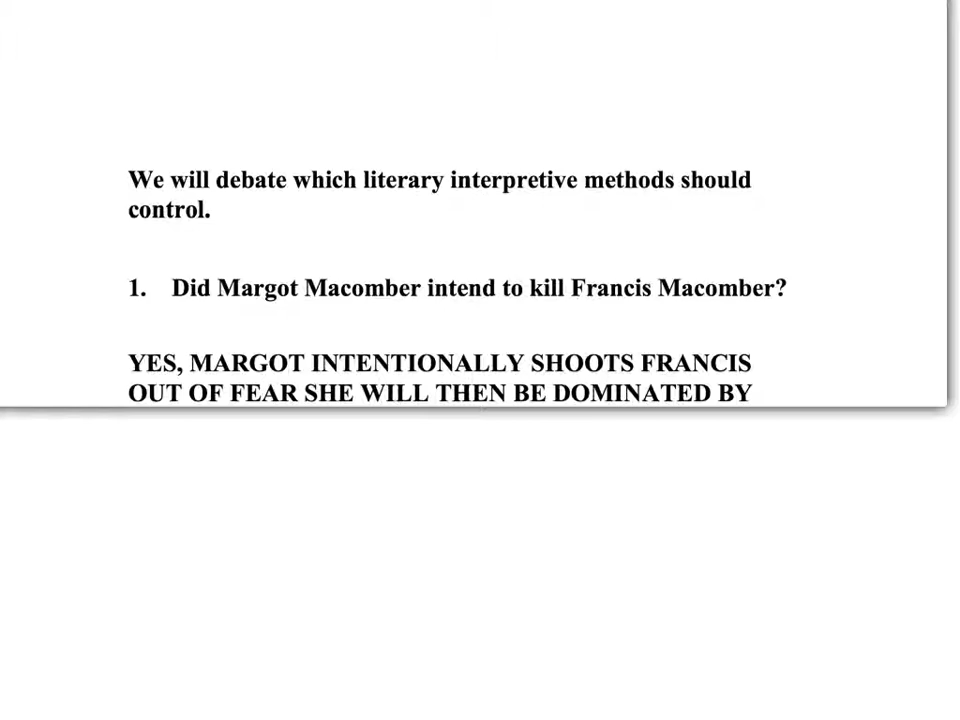 We will debate which literary interpretive methods should
control.
1. Did Margot Macomber intend to kill Francis Macomber?
YES, MARGOT INTENTIONALLY SHOOTS FRANCIS
OUT OF FEAR SHE WILL THEN BE DOMINATED BY